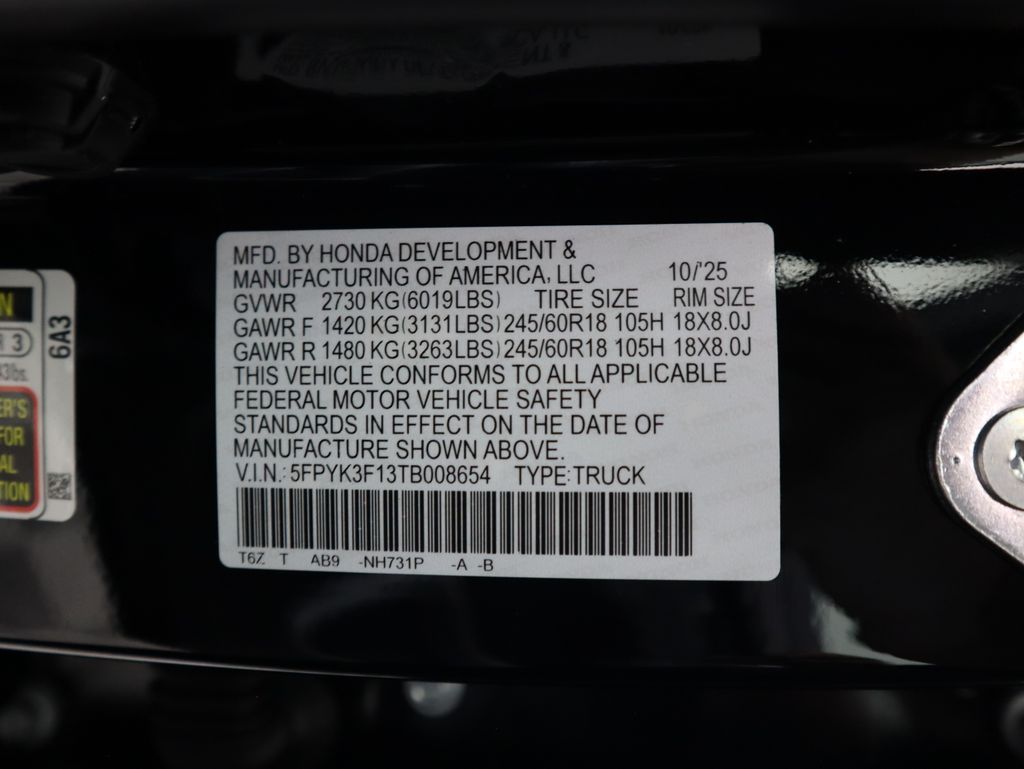 MFD. BY HONDA DEVELOPMENT &
MANUFACTURING OF AMERICA, LLC 10/'25
GVWR 2730 KG(6019LBS) TIRE SIZE RIM SIZE
GAWR F 1420 KG(3131LBS) 245/60R18 105H 18X8.0J
GAWR R 1480 KG(3263LBS) 245/60R18 105H 18X8.0J
THIS VEHICLE CONFORMS TO ALL APPLICABLE
FEDERAL MOTOR VEHICLE SAFETY
STANDARDS IN EFFECT ON THE DATE OF
MANUFACTURE SHOWN ABOVE.
V.I.N.: 5FPYK3F13TB008654 TYPE:TRUCK
T6Z T AB9 -NH731P -A -B
6A3
3